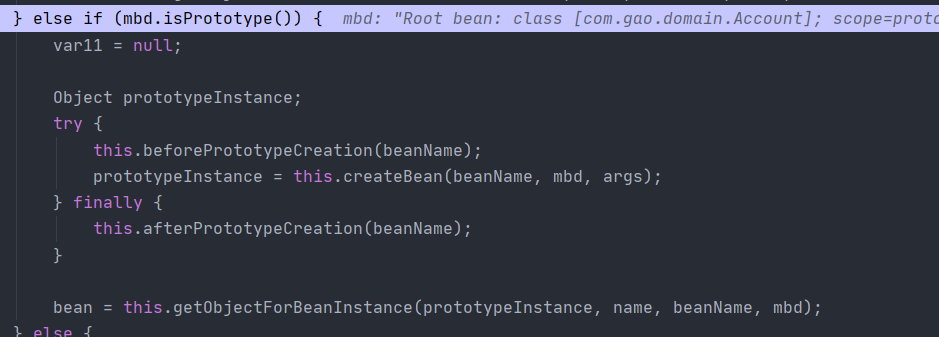 } else if (mbd.isPrototype()) {  mbd: "Root bean: class [com.gao.domain.Account]; scope=proto
    var11 = null;

    Object prototypeInstance;
    try {
        this.beforePrototypeCreation(beanName);
        prototypeInstance = this.createBean(beanName, mbd, args);
    } finally {
        this.afterPrototypeCreation(beanName);
    }

    bean = this.getObjectForBeanInstance(prototypeInstance, name, beanName, mbd);
} else {